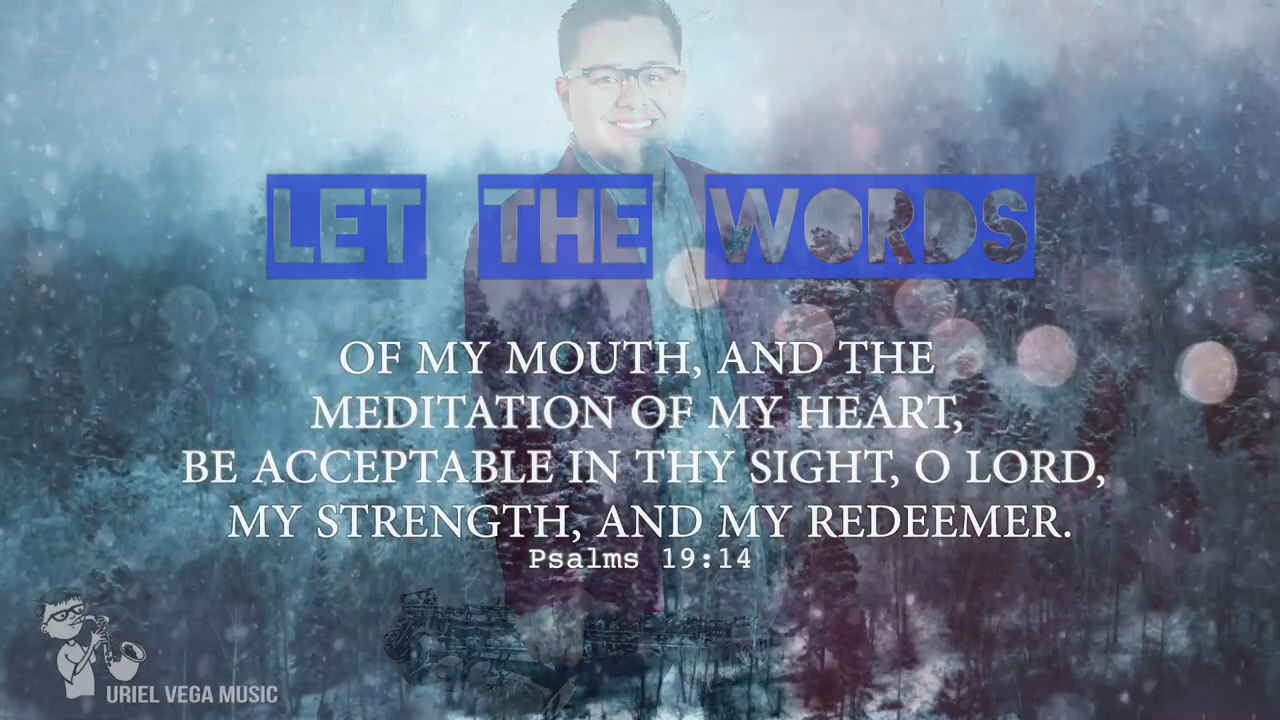 LET THE WORDS
OF MY MOUTH, AND THE
MEDITATION OF MY HEART,
BE ACCEPTABLE IN THY SIGHT, O LORD,
MY STRENGTH, AND MY REDEEMER.
Psalms 19:14
URIEL VEGA MUSIC